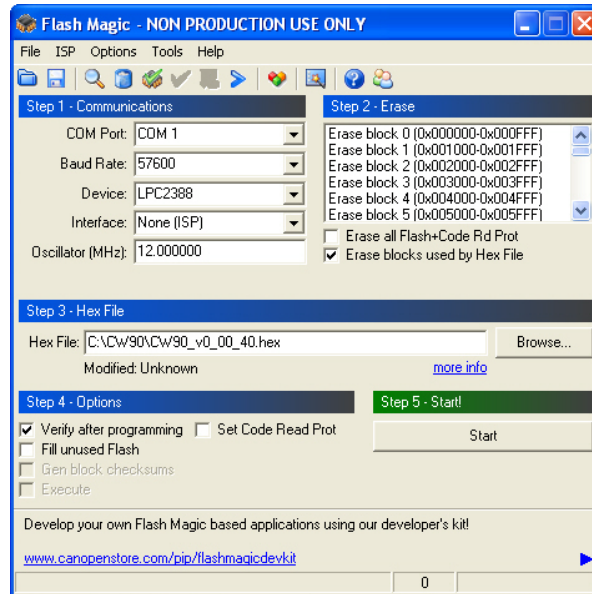 Flash Magic - NON PRODUCTION USE ONLY
File ISP Options Tools Help
Step 1 - Communications
COM Port: COM 1
Baud Rate: 57600
Device: LPC2388
Interface: None (ISP)
Oscillator (MHz): 12.000000
Step 2 - Erase
Erase block 0 (0x000000-0x000FFF)
Erase block 1 (0x001000-0x001FFF)
Erase block 2 (0x002000-0x002FFF)
Erase block 3 (0x003000-0x003FFF)
Erase block 4 (0x004000-0x004FFF)
Erase block 5 (0x005000-0x005FFF)
Erase all Flash+Code Rd Prot
Erase blocks used by Hex File
Step 3 - Hex File
Hex File: C:\CW90\CW90_v0_00_40.hex Browse...
Modified: Unknown more info
Step 4 - Options
Verify after programming Set Code Read Prot
Fill unused Flash
Gen block checksums
Execute
Step 5 - Start!
Start
Develop your own Flash Magic based applications using our developer's kit!
www.canopenstore.com/pip/flashmagicdevkit
0